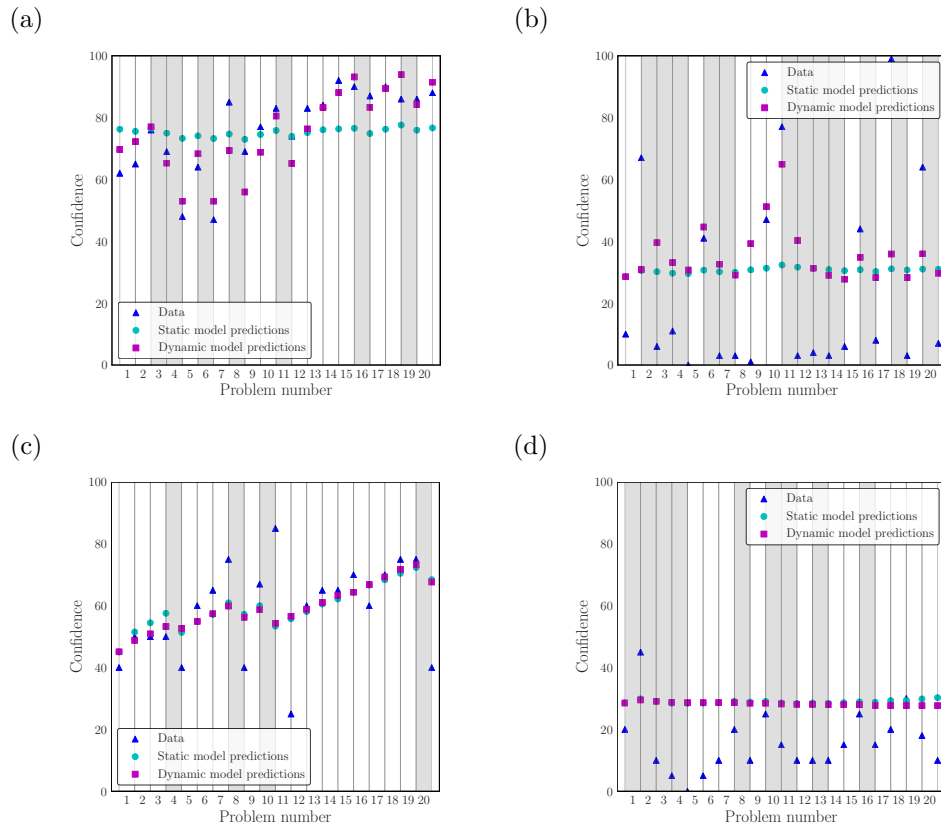 (a)
100
80
60
40
20
0
Confidence
Data
Static model predictions
Dynamic model predictions
1 2 3 4 5 6 7 8 9 10 11 12 13 14 15 16 17 18 19 20
Problem number
(b)
100
80
60
40
20
0
Confidence
Data
Static model predictions
Dynamic model predictions
1 2 3 4 5 6 7 8 9 10 11 12 13 14 15 16 17 18 19 20
Problem number
(c)
100
80
60
40
20
0
Confidence
Data
Static model predictions
Dynamic model predictions
1 2 3 4 5 6 7 8 9 10 11 12 13 14 15 16 17 18 19 20
Problem number
(d)
100
80
60
40
20
0
Confidence
Data
Static model predictions
Dynamic model predictions
1 2 3 4 5 6 7 8 9 10 11 12 13 14 15 16 17 18 19 20
Problem number